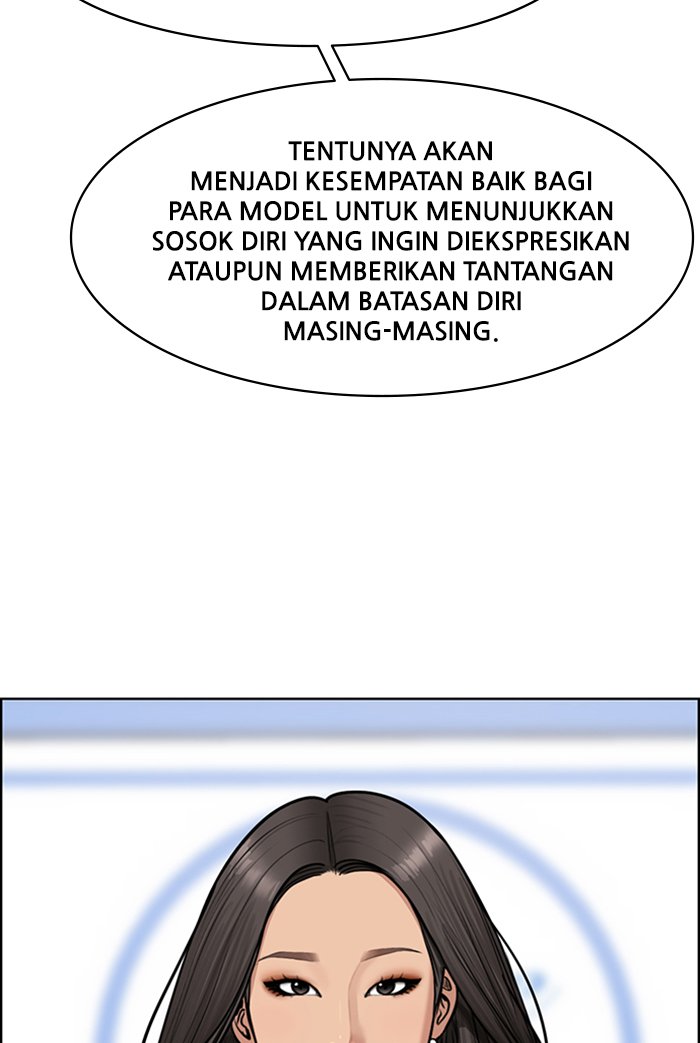 TENTUNYA AKAN
MENJADI KESEMPATAN BAIK BAGI
PARA MODEL UNTUK MENUNJUKKAN
SOSOK DIRI YANG INGIN DIEKSPRESIKAN
ATAUPUN MEMBERIKAN TANTANGAN
DALAM BATASAN DIRI
MASING-MASING.